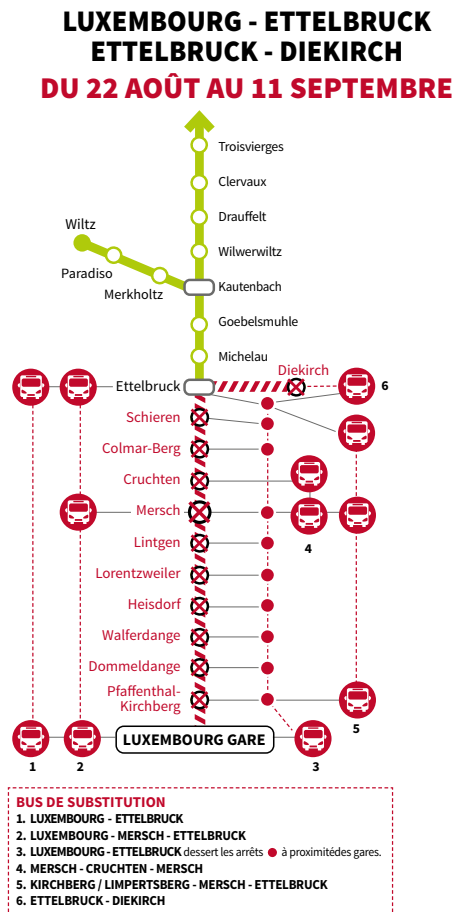 LUXEMBOURG - ETTELBRUCK
ETTELBRUCK - DIEKIRCH
DU 22 AOÛT AU 11 SEPTEMBRE
Troisvierges
Clervaux
Drauffelt
Wiltz
Wilwerwiltz
Paradiso
Kautenbach
Merkholtz
Goebelsmuhle
Michelau
Diekirch
Ettelbruck
6
Schieren
Colmar-Berg
Cruchten
Mersch
Lintgen
4
Lorentzweiler
Heisdorf
Walferdange
Dommeldange
Pfaffenthal-
Kirchberg
5
LUXEMBOURG GARE
1
2
3
BUS DE SUBSTITUTION
1. LUXEMBOURG - ETTELBRUCK
2. LUXEMBOURG - MERSCH - ETTELBRUCK
3. LUXEMBOURG - ETTELBRUCK dessert les arrêts à proximitédes gares.
4. MERSCH - CRUCHTEN - MERSCH
5. KIRCHBERG / LIMPERTSBERG - MERSCH - ETTELBRUCK
6. ETTELBRUCK - DIEKIRCH